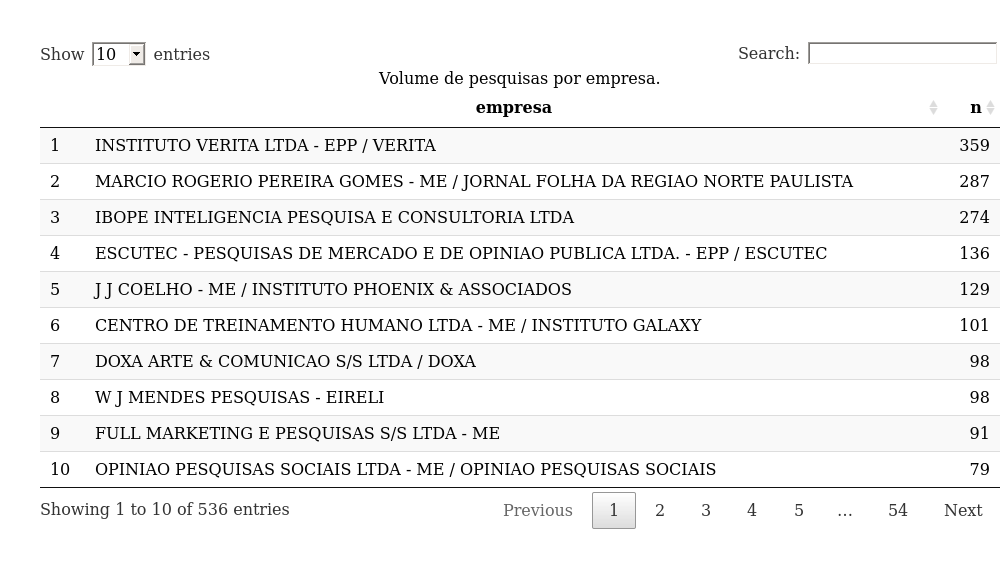 Show 10 entries Search:
Volume de pesquisas por empresa.
empresa n
1 INSTITUTO VERITA LTDA - EPP / VERITA 359
2 MARCIO ROGERIO PEREIRA GOMES - ME / JORNAL FOLHA DA REGIAO NORTE PAULISTA 287
3 IBOPE INTELIGENCIA PESQUISA E CONSULTORIA LTDA 274
4 ESCUTEC - PESQUISAS DE MERCADO E DE OPINIAO PUBLICA LTDA. - EPP / ESCUTEC 136
5 J J COELHO - ME / INSTITUTO PHOENIX & ASSOCIADOS 129
6 CENTRO DE TREINAMENTO HUMANO LTDA - ME / INSTITUTO GALAXY 101
7 DOXA ARTE & COMUNICAO S/S LTDA / DOXA 98
8 W J MENDES PESQUISAS - EIRELI 98
9 FULL MARKETING E PESQUISAS S/S LTDA - ME 91
10 OPINIAO PESQUISAS SOCIAIS LTDA - ME / OPINIAO PESQUISAS SOCIAIS 79
Showing 1 to 10 of 536 entries Previous 1 2 3 4 5 … 54 Next